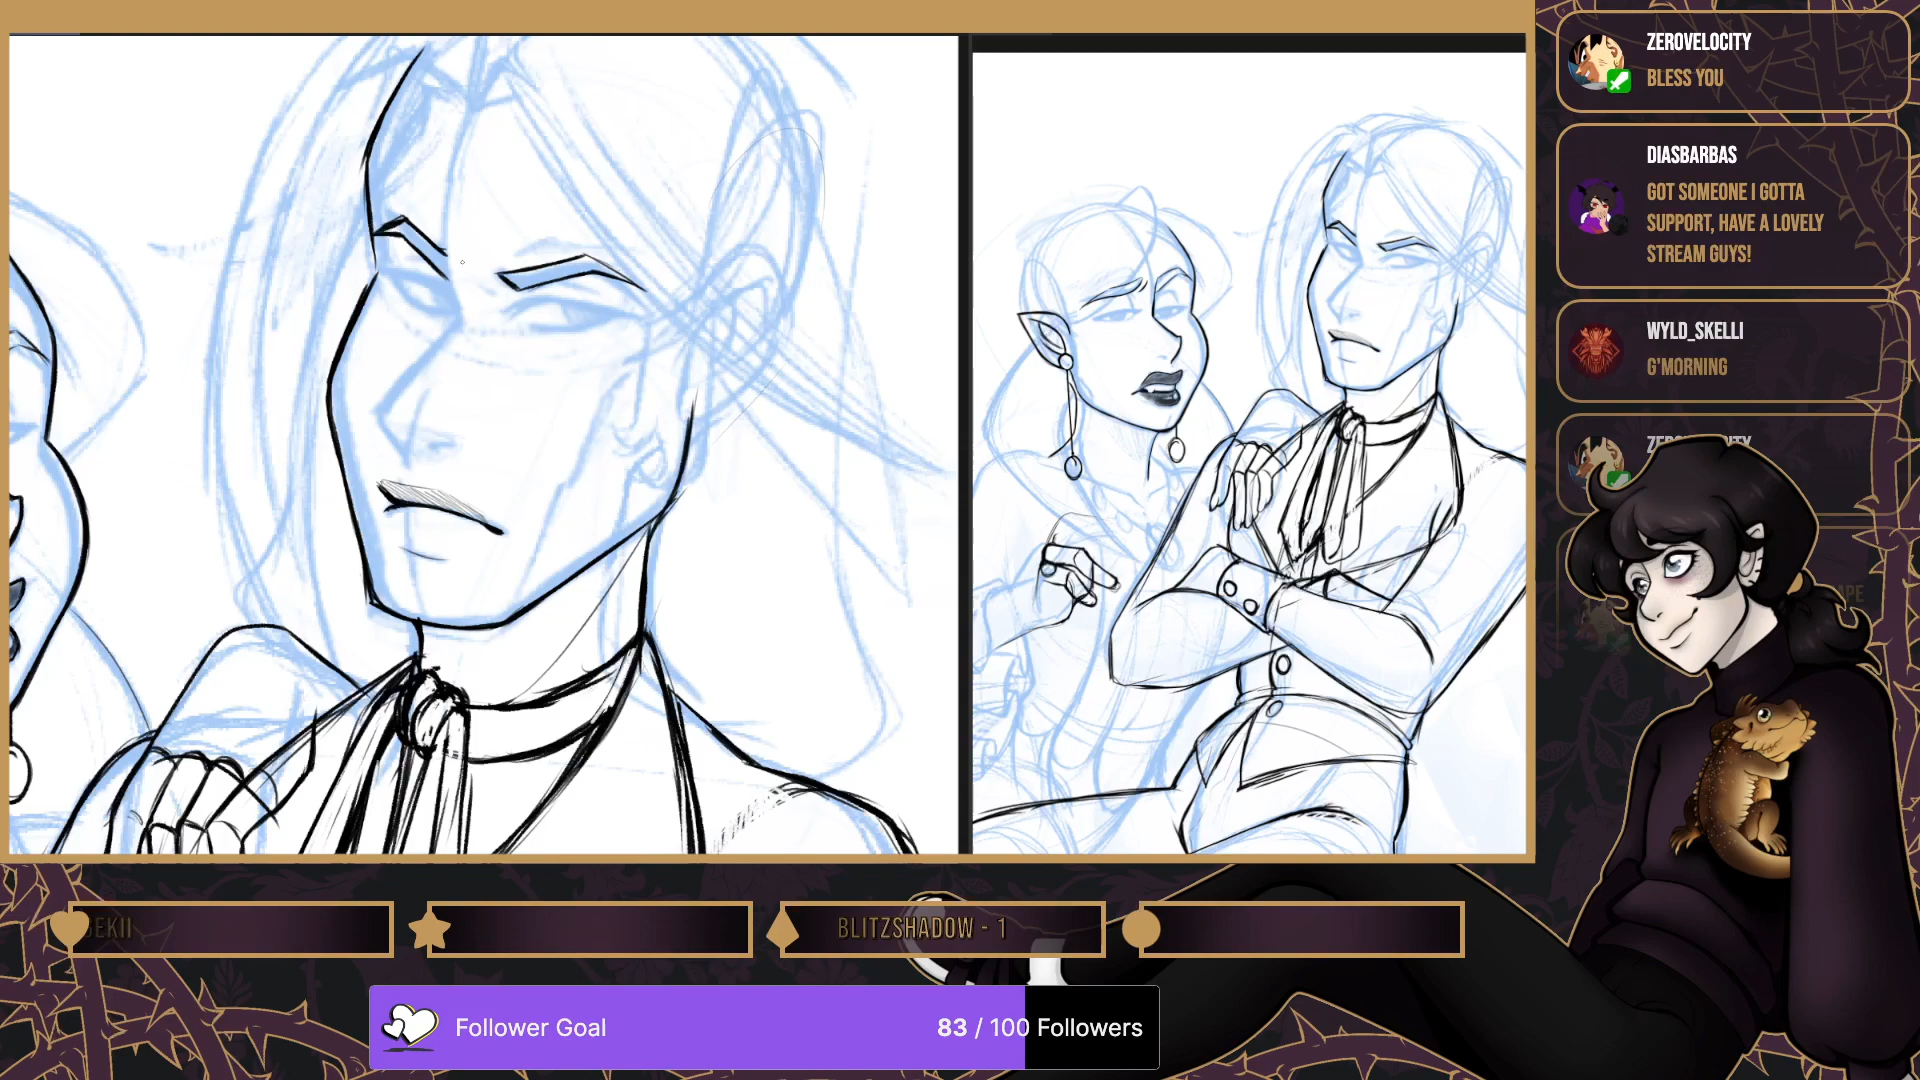 ZEROVELOCITY
BLESS YOU
DIASBARBAS
GOT SOMEONE I GOTTA
SUPPORT, HAVE A LOVELY
STREAM GUYS!
WYLD_SKELLI
G'MORNING
BLITZSHADOW - 1
Follower Goal
83 / 100 Followers